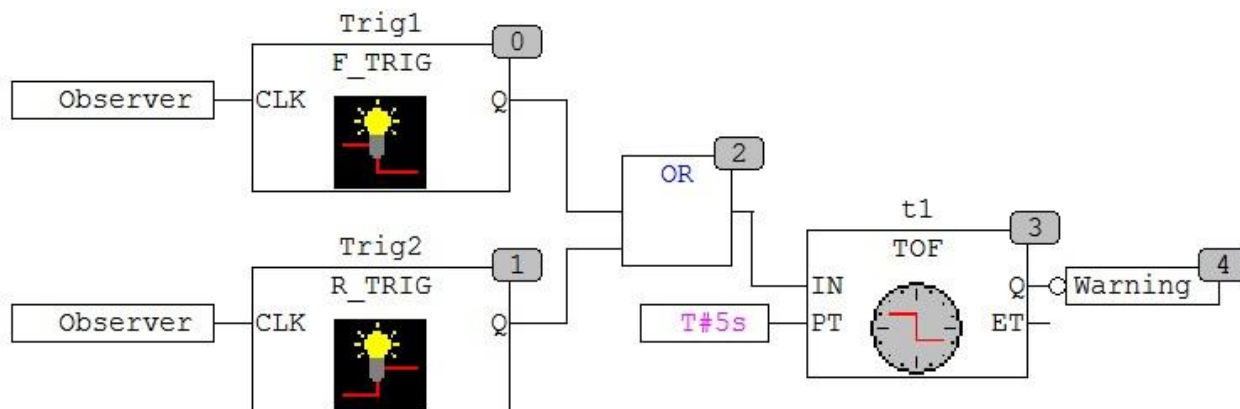 Trig1
0
F_TRIG
Observer
CLK
Q
2
OR
Trig2
1
R_TRIG
Observer
CLK
Q
t1
3
TOF
4
IN
Q
Warning
T#5s
PT
ET